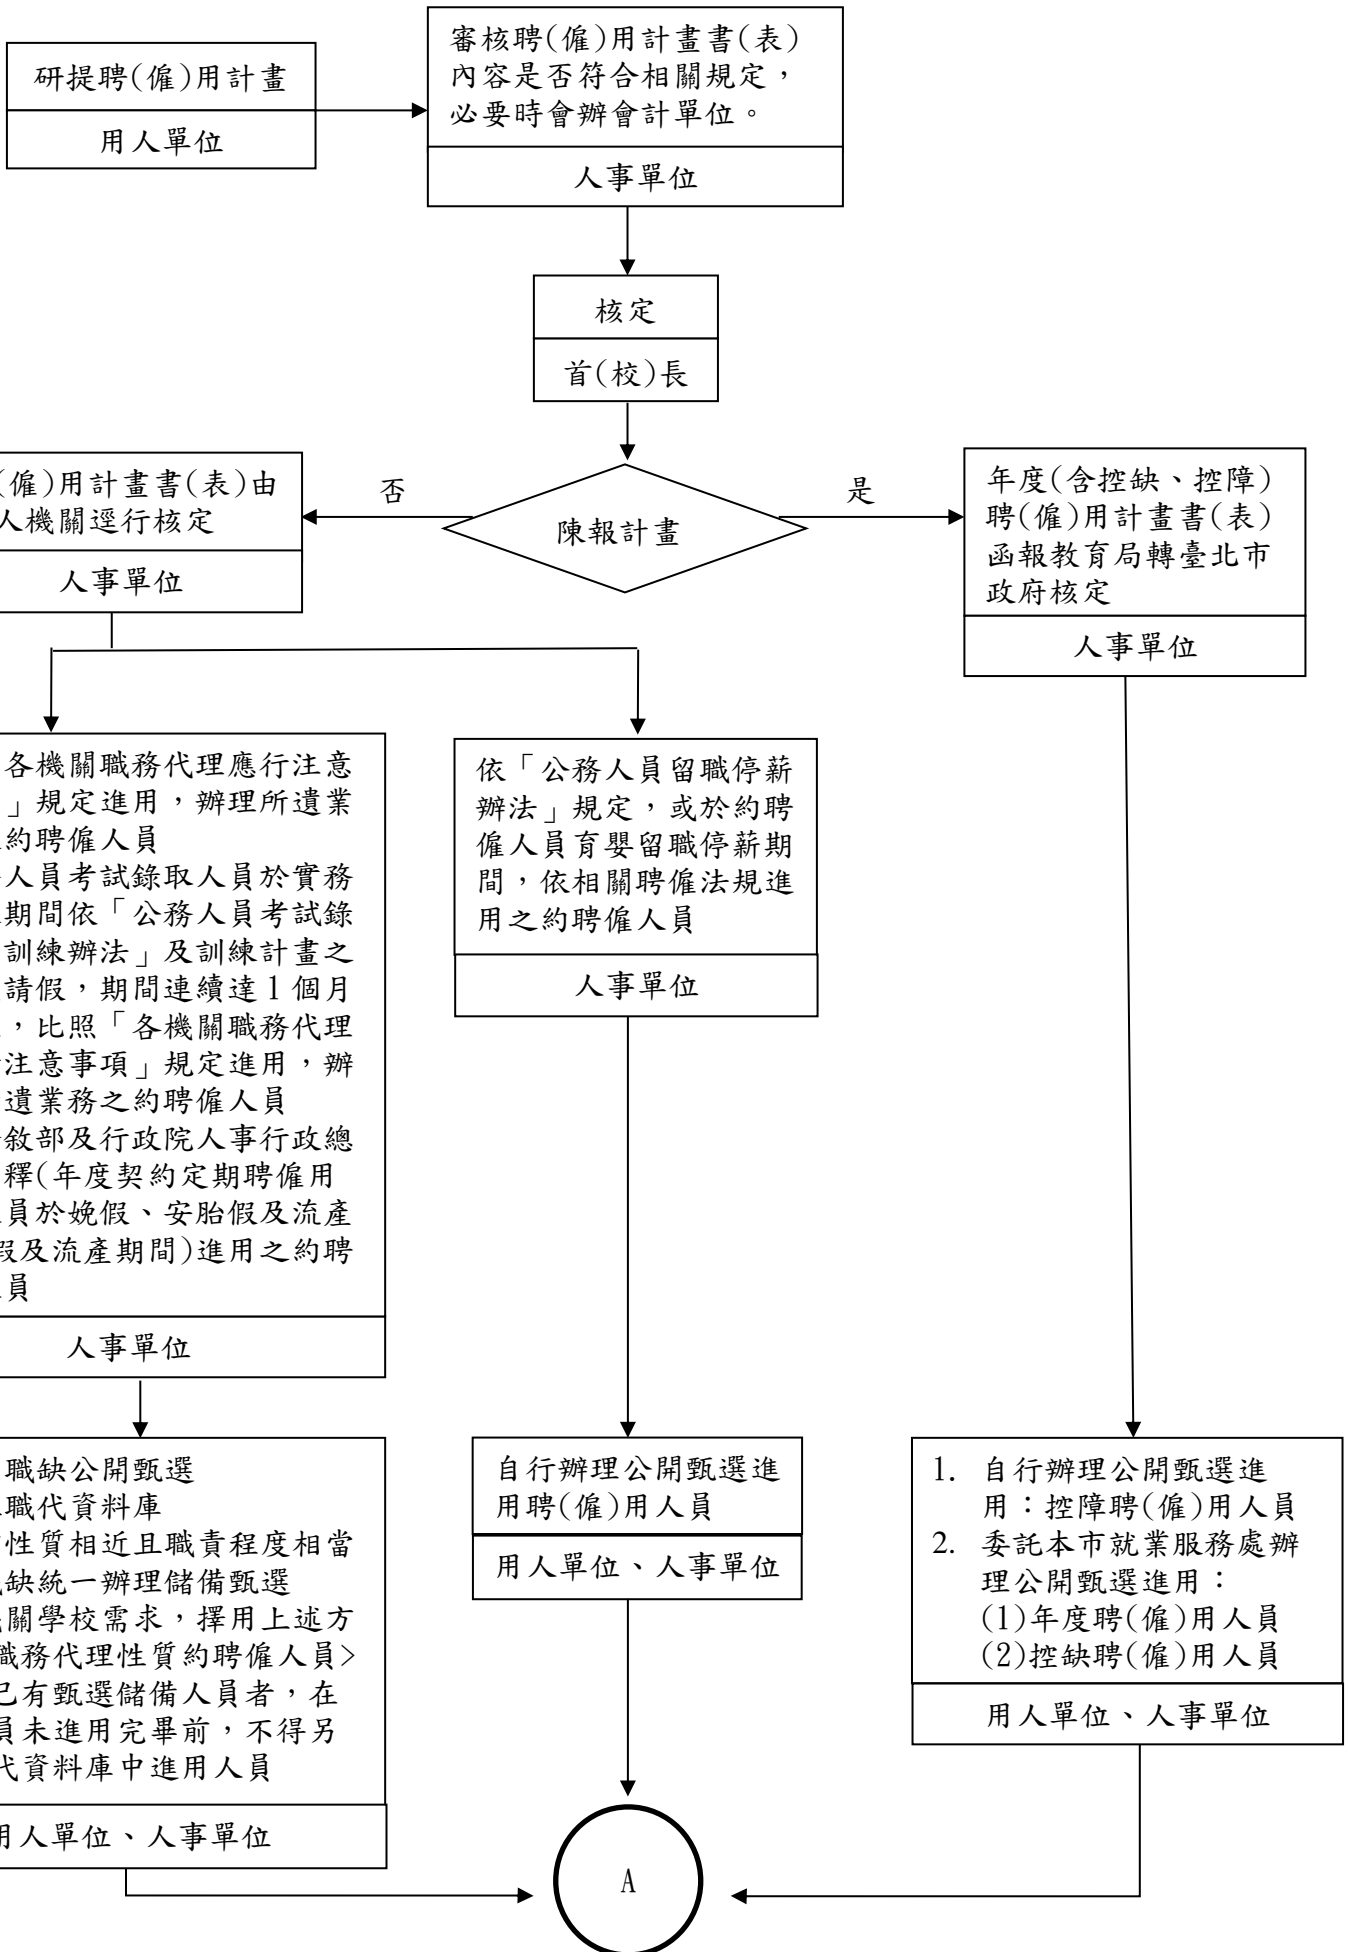 研提聘(僱)用計畫
用人單位
審核聘(僱)用計畫書(表)
內容是否符合相關規定，
必要時會辦會計單位。
人事單位
核定
首(校)長
陳報計畫
否
是
(僱)用計畫書(表)由
人機關逕行核定
人事單位
年度(含控缺、控障)
聘(僱)用計畫書(表)
函報教育局轉臺北市
政府核定
人事單位
各機關職務代理應行注意
」規定進用，辦理所遺業
約聘僱人員
人員考試錄取人員於實務
期間依「公務人員考試錄
訓練辦法」及訓練計畫之
請假，期間連續達1個月
，比照「各機關職務代理
注意事項」規定進用，辦
遺業務之約聘僱人員
敘部及行政院人事行政總
釋(年度契約定期聘僱用
員於娩假、安胎假及流產
假及流產期間)進用之約聘
員
人事單位
依「公務人員留職停薪
辦法」規定，或於約聘
僱人員育嬰留職停薪期
間，依相關聘僱法規進
用之約聘僱人員
人事單位
職缺公開甄選
職代資料庫
性質相近且職責程度相當
缺統一辦理儲備甄選
關學校需求，擇用上述方
職務代理性質約聘僱人員>
已有甄選儲備人員者，在
員未進用完畢前，不得另
代資料庫中進用人員
用人單位、人事單位
自行辦理公開甄選進
用聘(僱)用人員
用人單位、人事單位
1. 自行辦理公開甄選進
用：控障聘(僱)用人員
2. 委託本市就業服務處辦
理公開甄選進用：
(1)年度聘(僱)用人員
(2)控缺聘(僱)用人員
用人單位、人事單位
A